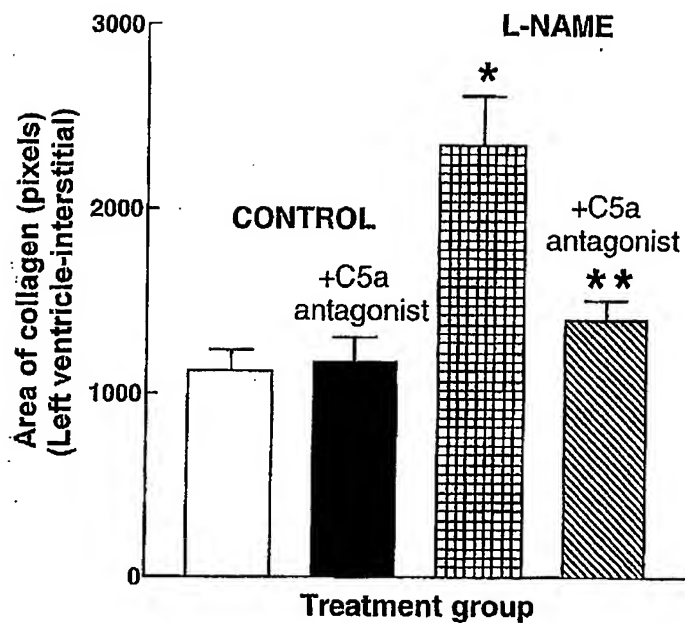 3000
2000
1000
0
Area of collagen (pixels)
(Left ventricle-interstitial)
CONTROL
+C5a
antagonist
L-NAME
*
+C5a
antagonist
**
Treatment group